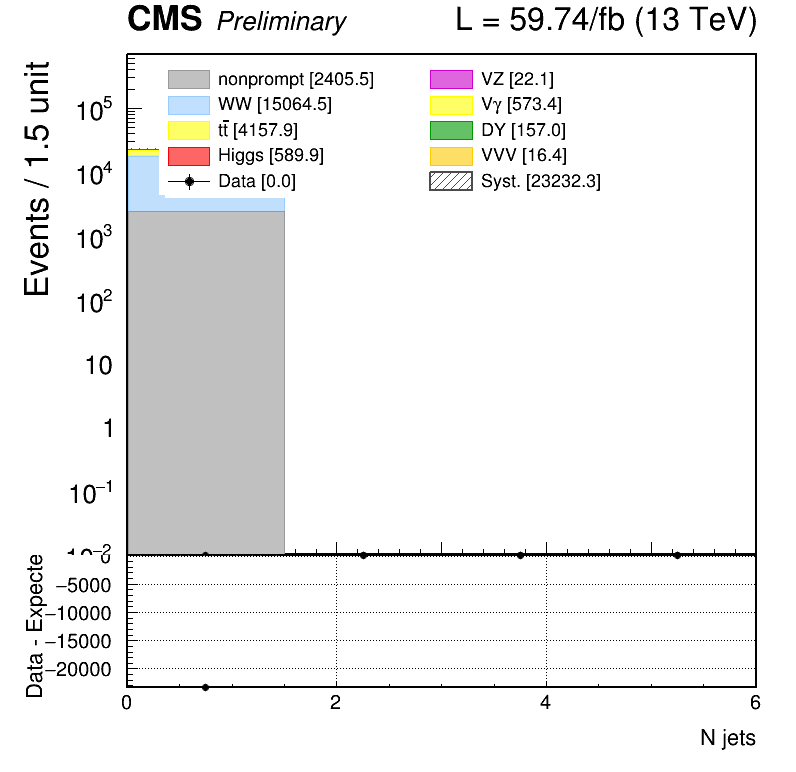 CMS Preliminary L = 59.74/fb (13 TeV)
Events / 1.5 unit
nonprompt [2405.5]
WW [15064.5]
tt̄ [4157.9]
Higgs [589.9]
Data [0.0]
VZ [22.1]
Vγ [573.4]
DY [157.0]
VVV [16.4]
Syst. [23232.3]
10⁵
10⁴
10³
10²
10
1
10⁻¹
10⁻²
0
Data - Expecte
−5000
−10000
−15000
−20000
0 2 4 6
N jets